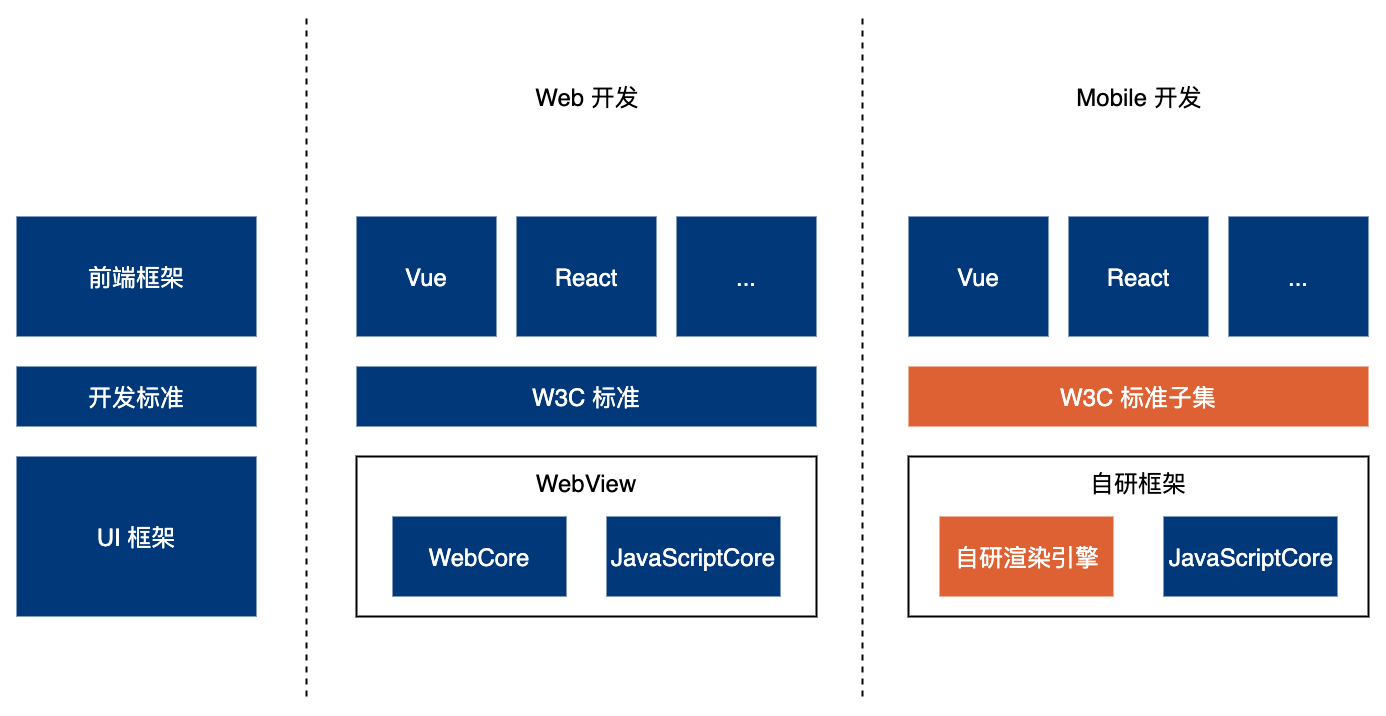 Web 开发
Mobile 开发
前端框架
Vue
React
...
Vue
React
...
开发标准
W3C 标准
W3C 标准子集
UI 框架
WebView
WebCore
JavaScriptCore
自研框架
自研渲染引擎
JavaScriptCore